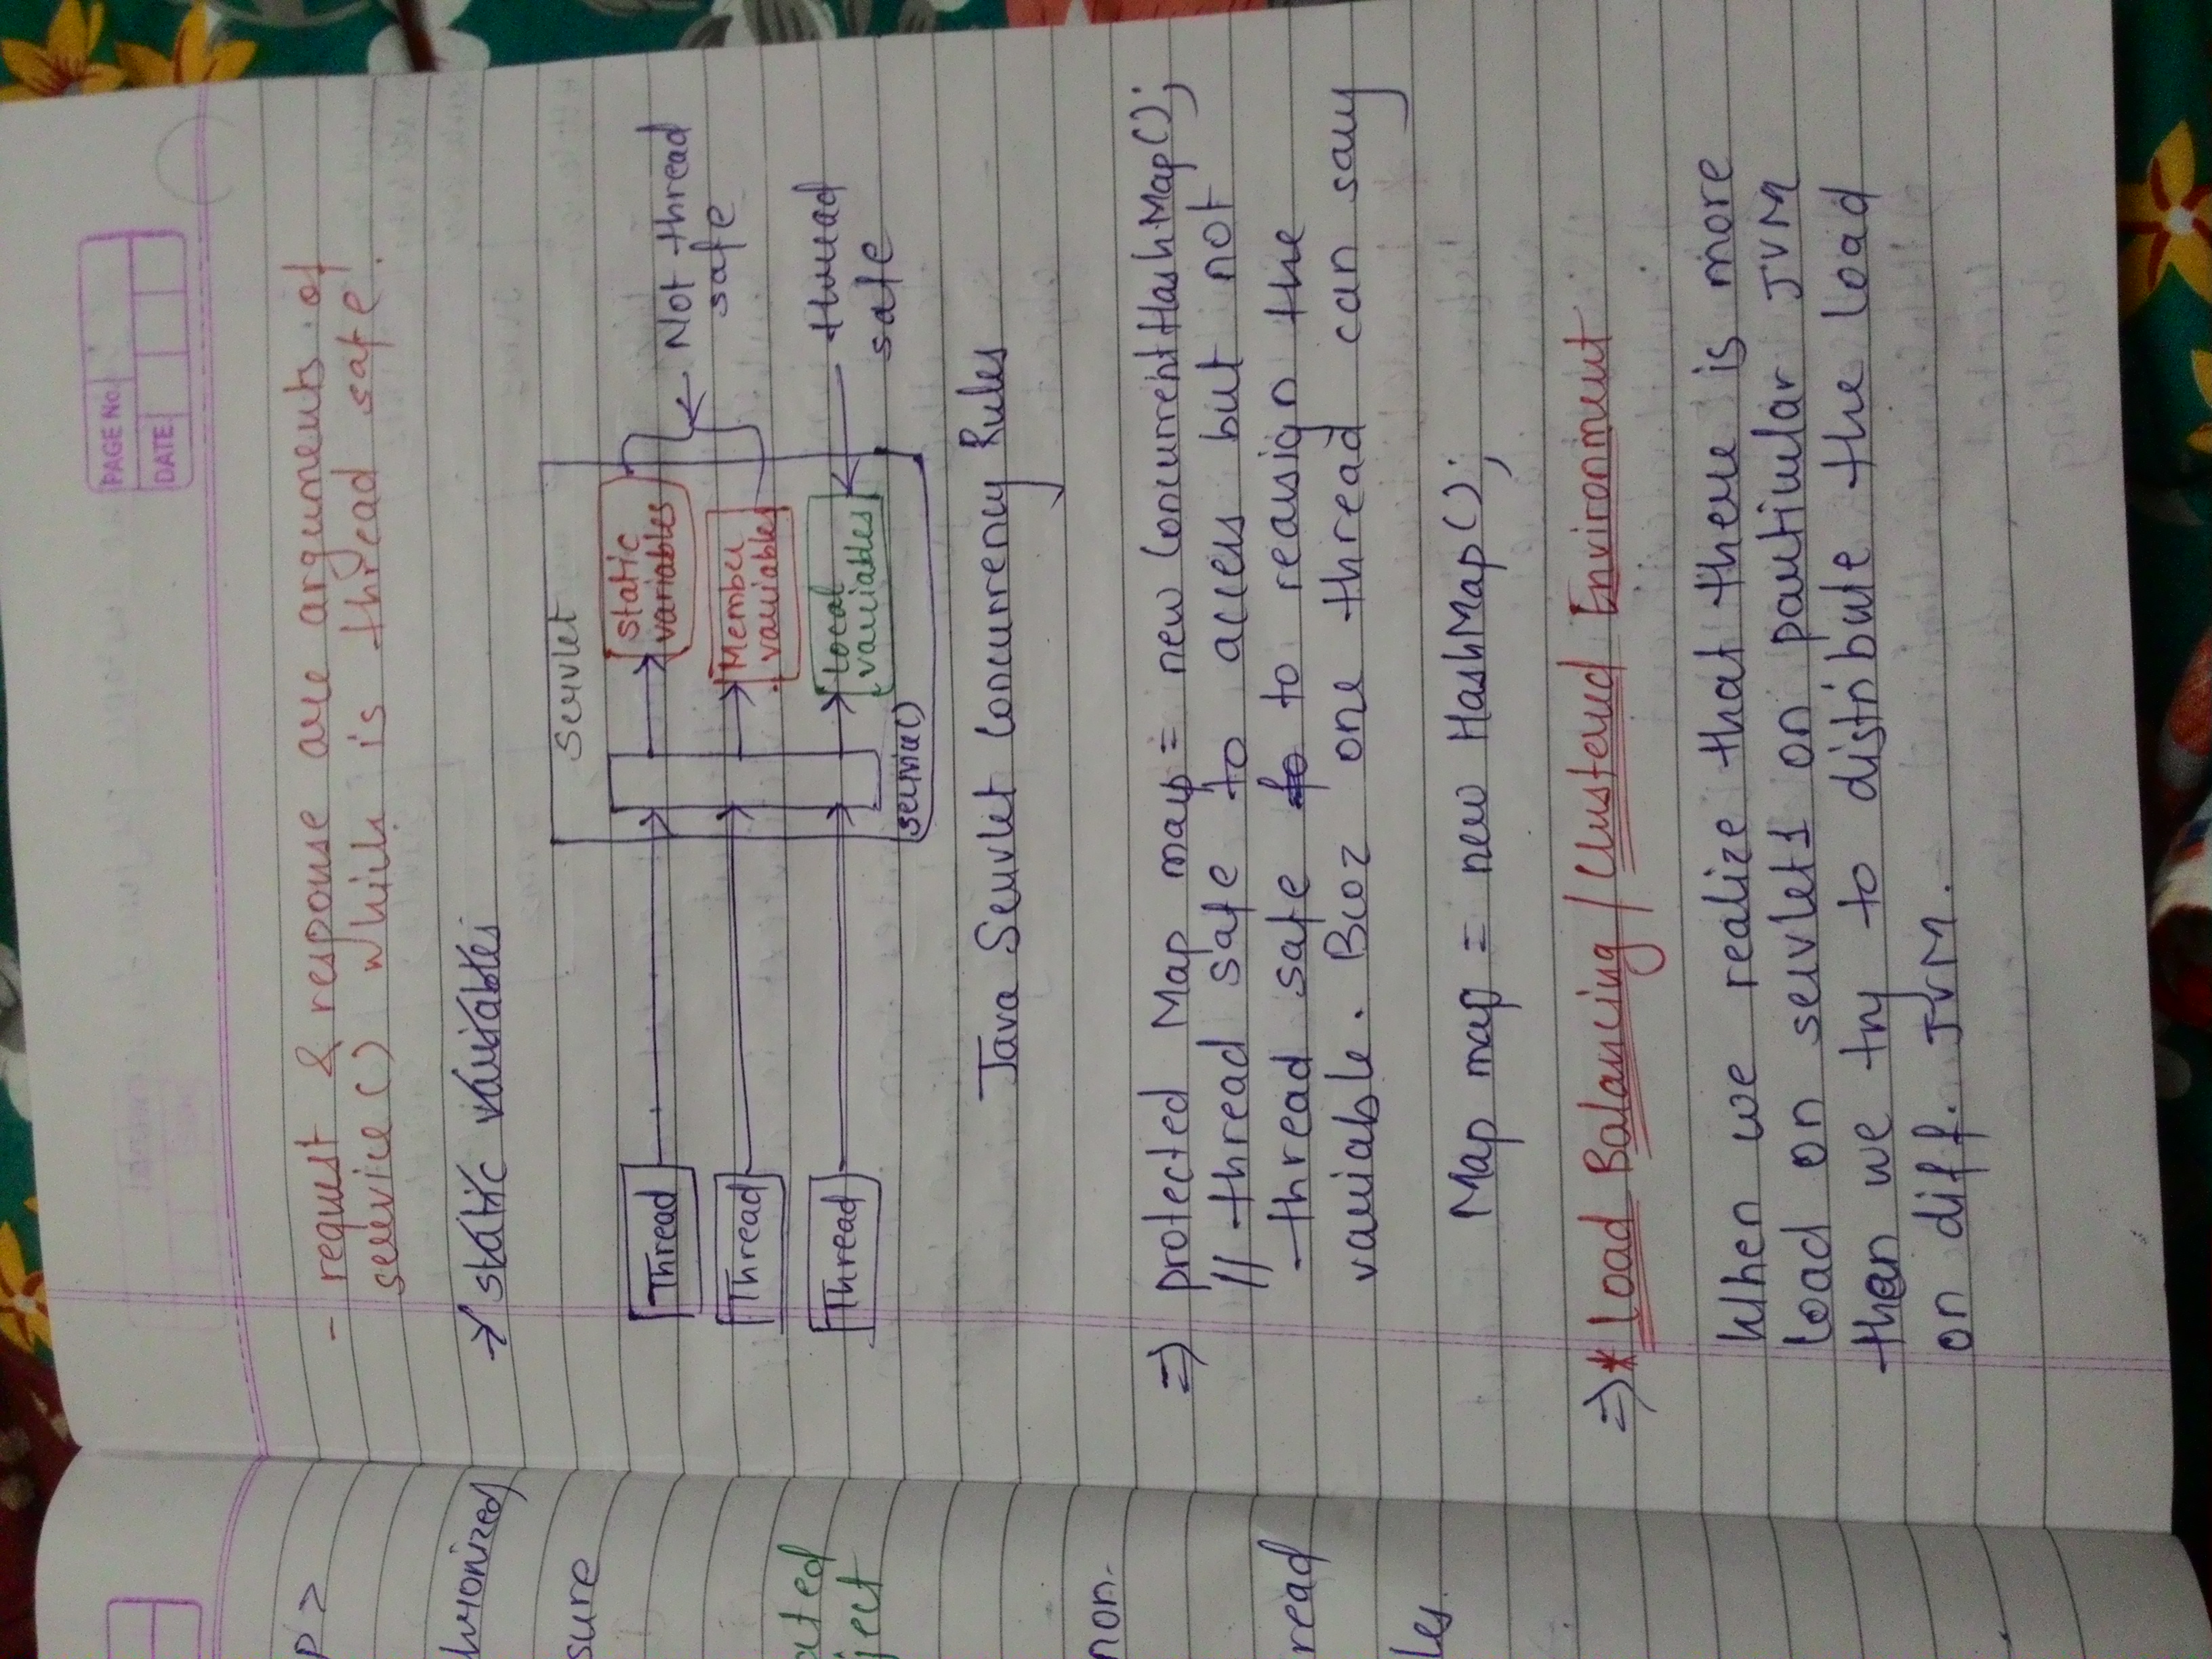 PAGE No.
DATE
p >
hronized
sure
ated
ject
non-
read
les.
- request & response are arguments of
service() which is thread safe.
→ static variables
Servlet
Thread
static
variables
Not thread
safe
Thread
Member
variables
Thread
local
variables
thread
safe
service()
Java Servlet Concurrency Rules
⇒ protected Map map = new ConcurrentHashMap();
// thread safe to access but not
thread safe to to reassign the
variable. Bcoz one thread can say
Map map = new HashMap();
⇒ * Load Balancing / Clustered Environment
When we realize that there is more
load on servlet1 on particular JVM
then we try to distribute the load
on diff. JVM.